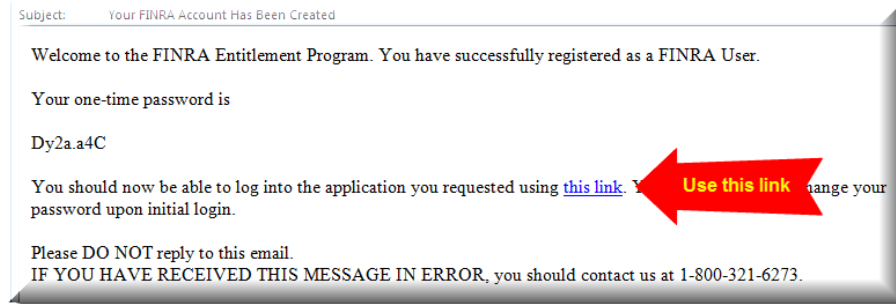 Subject: Your FINRA Account Has Been Created
Welcome to the FINRA Entitlement Program. You have successfully registered as a FINRA User.
Your one-time password is
Dy2a.a4C
You should now be able to log into the application you requested using this link. Use this link your
password upon initial login.
Please DO NOT reply to this email.
IF YOU HAVE RECEIVED THIS MESSAGE IN ERROR, you should contact us at 1-800-321-6273.